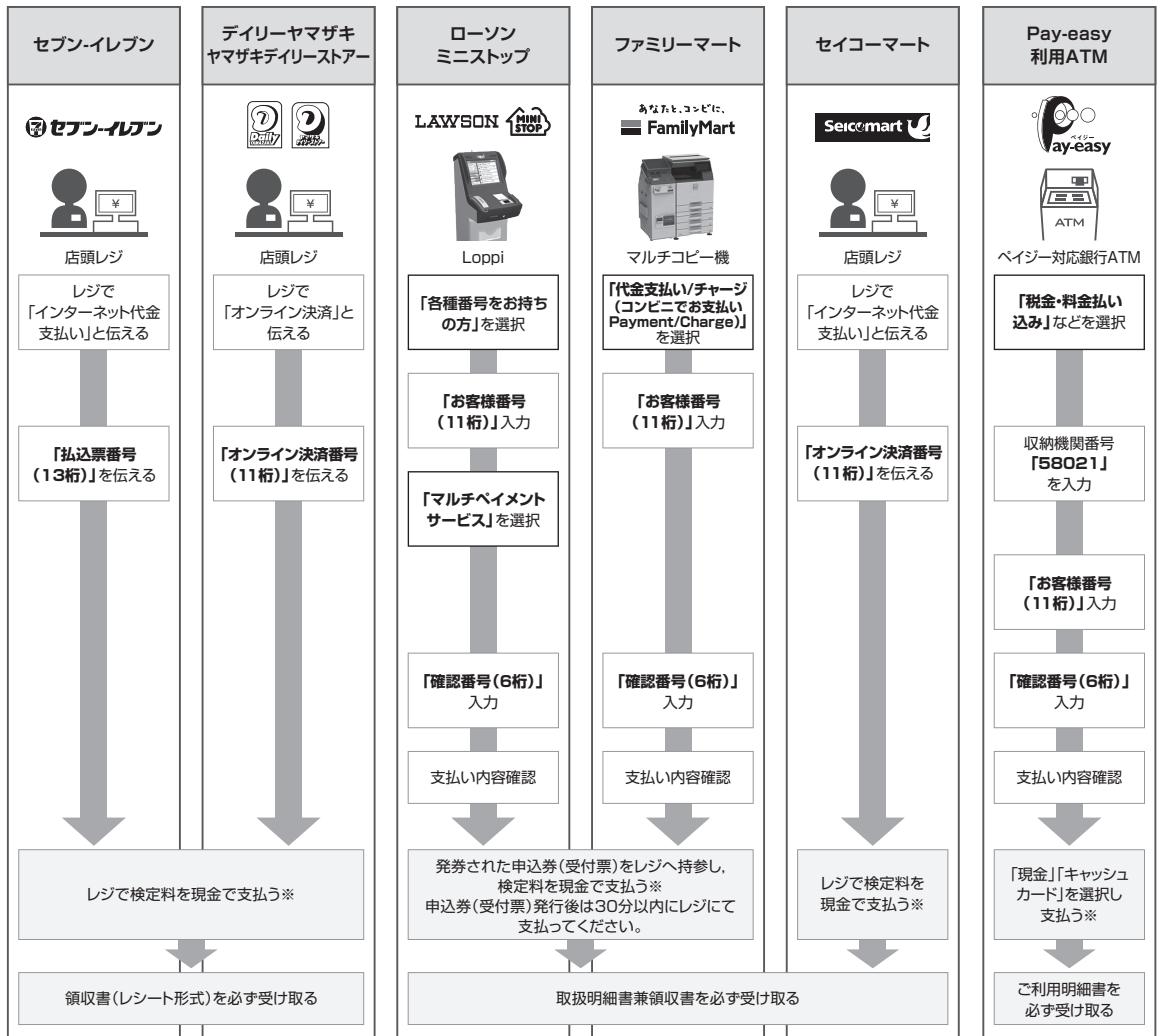 セブン-イレブン
デイリーヤマザキ
ヤマザキデイリーストアー
ローソン
ミニストップ
ファミリーマート
セイコーマート
Pay-easy
利用ATM
セブン-イレブン
Daily
LAWSON
MINI
STOP
あなたと、コンビに、
FamilyMart
Seicomart
ペイジー
Pay-easy
¥
¥
¥
ATM
店頭レジ
店頭レジ
Loppi
マルチコピー機
店頭レジ
ペイジー対応銀行ATM
レジで
「インターネット代金
支払い」と伝える
レジで
「オンライン決済」と
伝える
「各種番号をお持ち
の方」を選択
「代金支払い/チャージ
(コンビニでお支払い
Payment/Charge)」
を選択
レジで
「インターネット代金
支払い」と伝える
「税金・料金払い
込み」などを選択
「お客様番号
(11桁)」入力
「お客様番号
(11桁)」入力
「払込票番号
(13桁)」を伝える
「オンライン決済番号
(11桁)」を伝える
「マルチペイメント
サービス」を選択
「オンライン決済番号
(11桁)」を伝える
収納機関番号
「58021」
を入力
「お客様番号
(11桁)」入力
「確認番号(6桁)」
入力
「確認番号(6桁)」
入力
「確認番号(6桁)」
入力
支払い内容確認
支払い内容確認
支払い内容確認
レジで検定料を現金で支払う※
発券された申込券(受付票)をレジへ持参し,
検定料を現金で支払う※
申込券(受付票)発行後は30分以内にレジにて
支払ってください。
レジで検定料を
現金で支払う※
「現金」「キャッシュ
カード」を選択し
支払う※
領収書(レシート形式)を必ず受け取る
取扱明細書兼領収書を必ず受け取る
ご利用明細書を
必ず受け取る